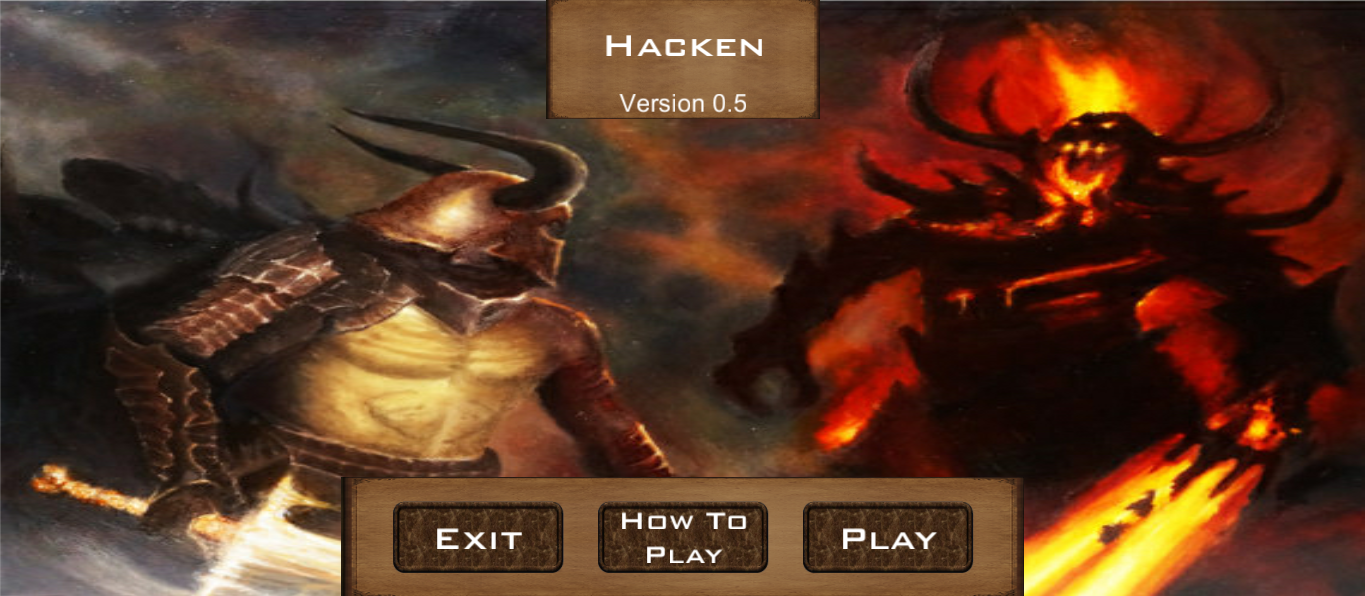 Hacken
Version 0.5
Exit
How To
Play
Play